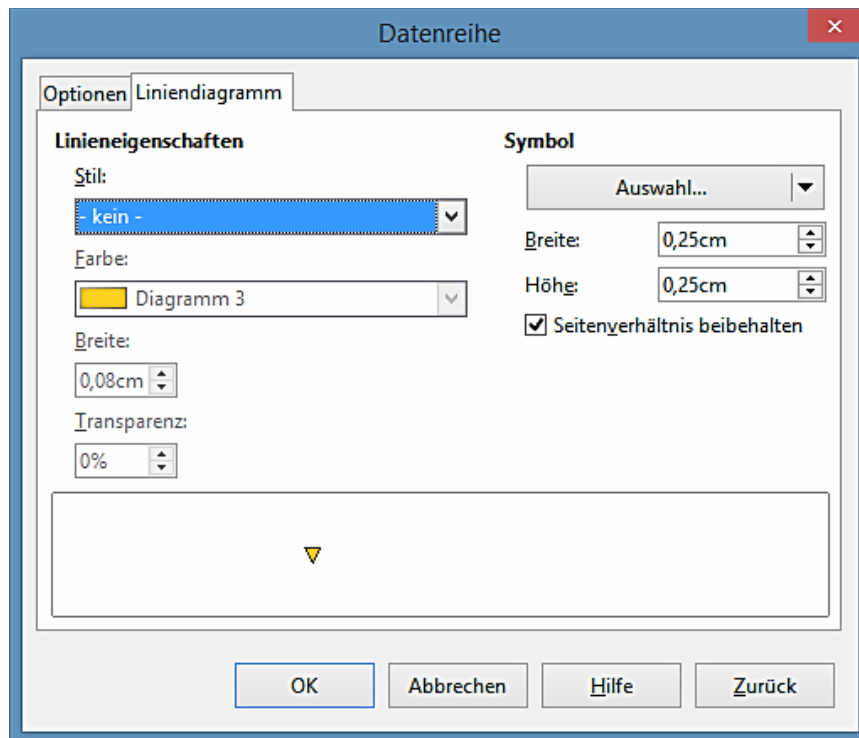 Datenreihe
Optionen Liniendiagramm
Linieneigenschaften
Stil:
- kein -
Farbe:
Diagramm 3
Breite:
0,08cm
Transparenz:
0%
Symbol
Auswahl...
Breite: 0,25cm
Höhe: 0,25cm
Seitenverhältnis beibehalten
OK Abbrechen Hilfe Zurück